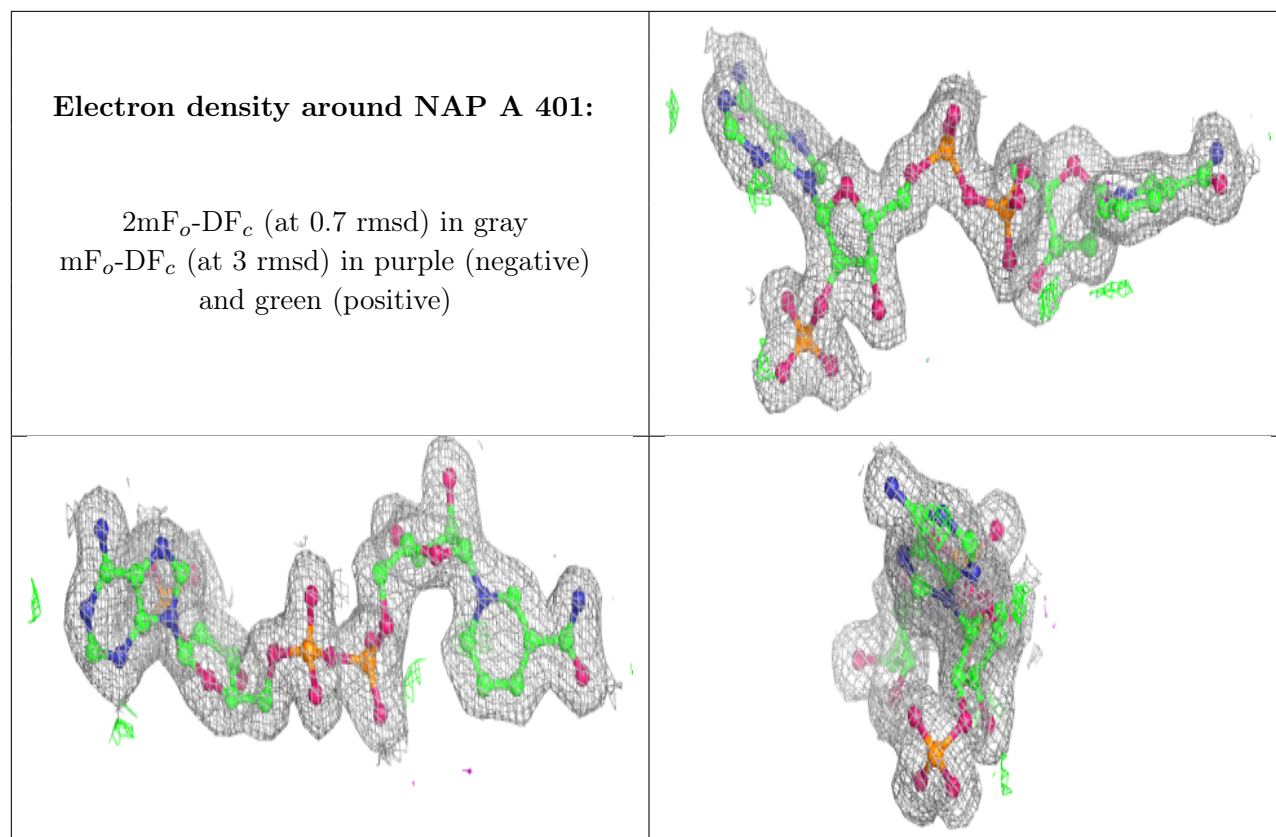 Electron density around NAP A 401:
2mFo-DFc (at 0.7 rmsd) in gray
mFo-DFc (at 3 rmsd) in purple (negative)
and green (positive)